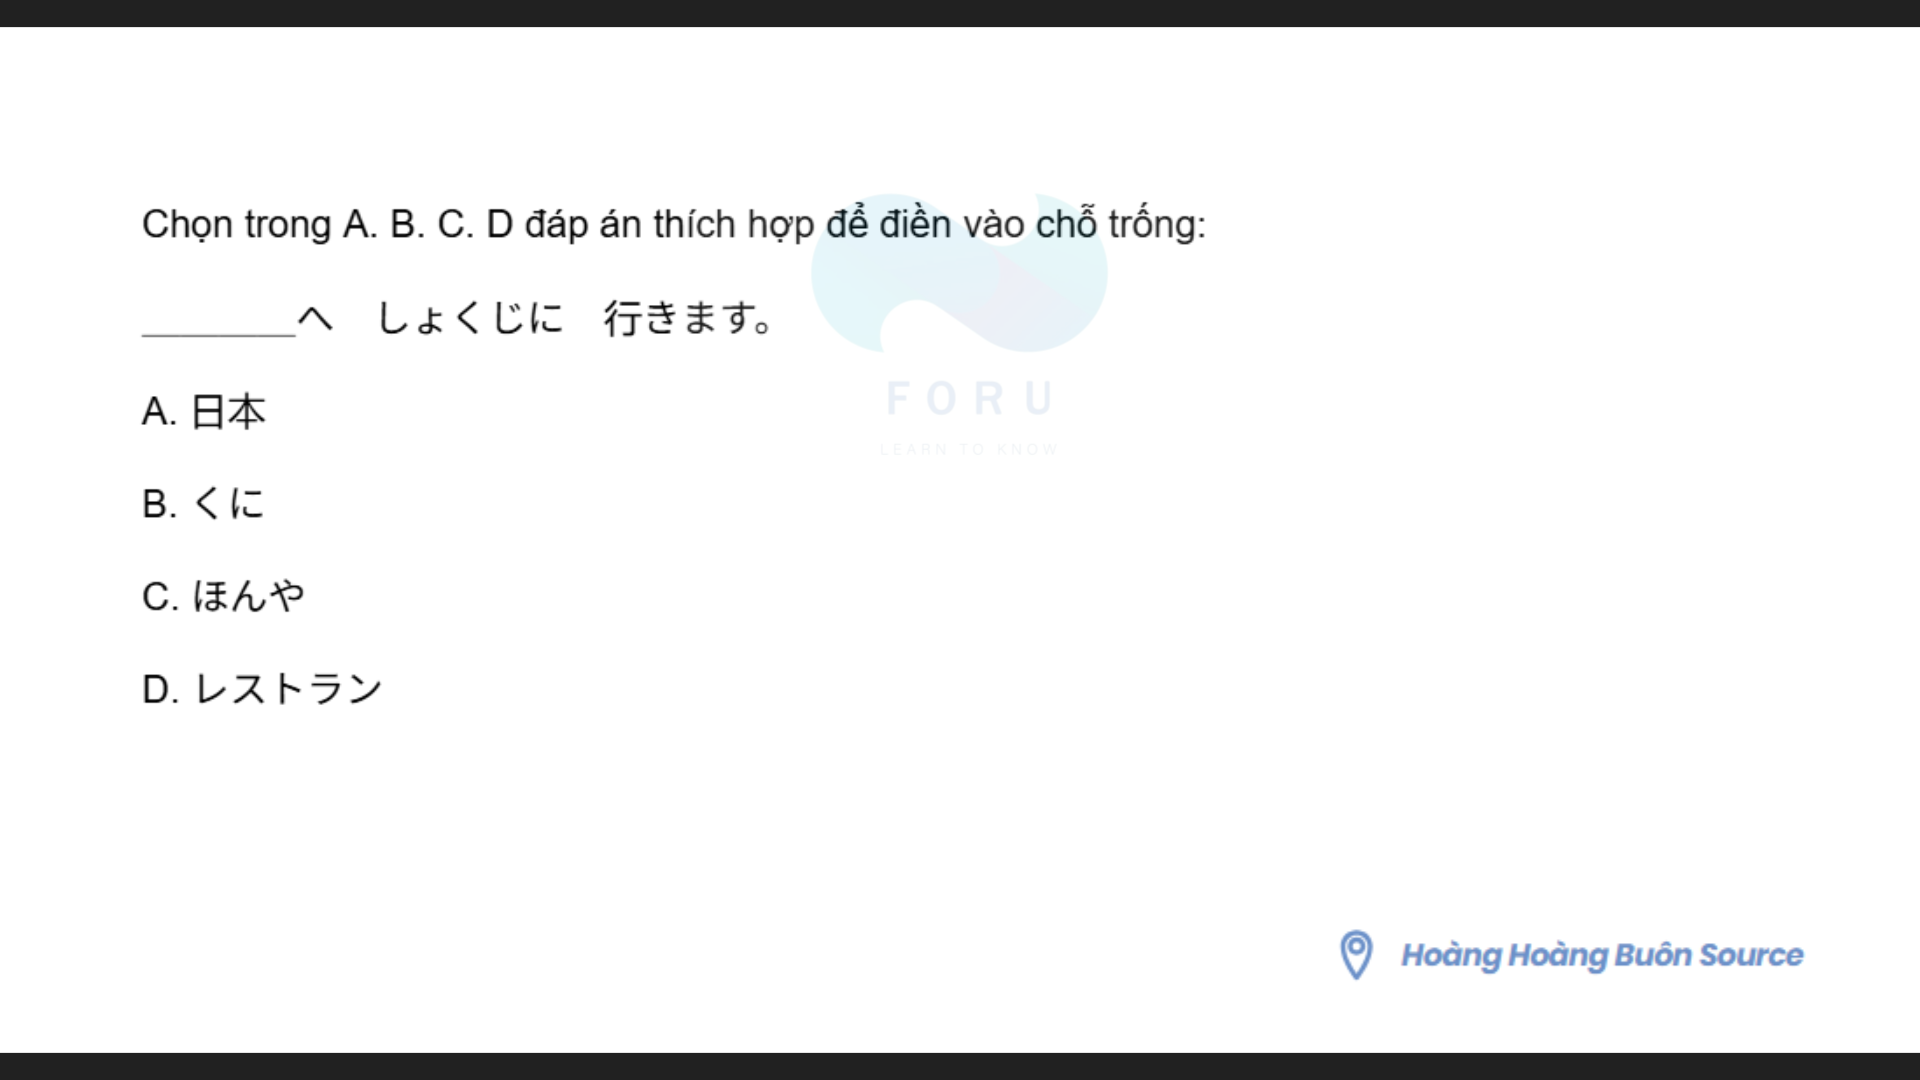 Chọn trong A. B. C. D đáp án thích hợp để điền vào chỗ trống:
________へ　しょくじに　行きます。
FORU
LEARN TO KNOW
A. 日本
B. くに
C. ほんや
D. レストラン
Hoàng Hoàng Buôn Source